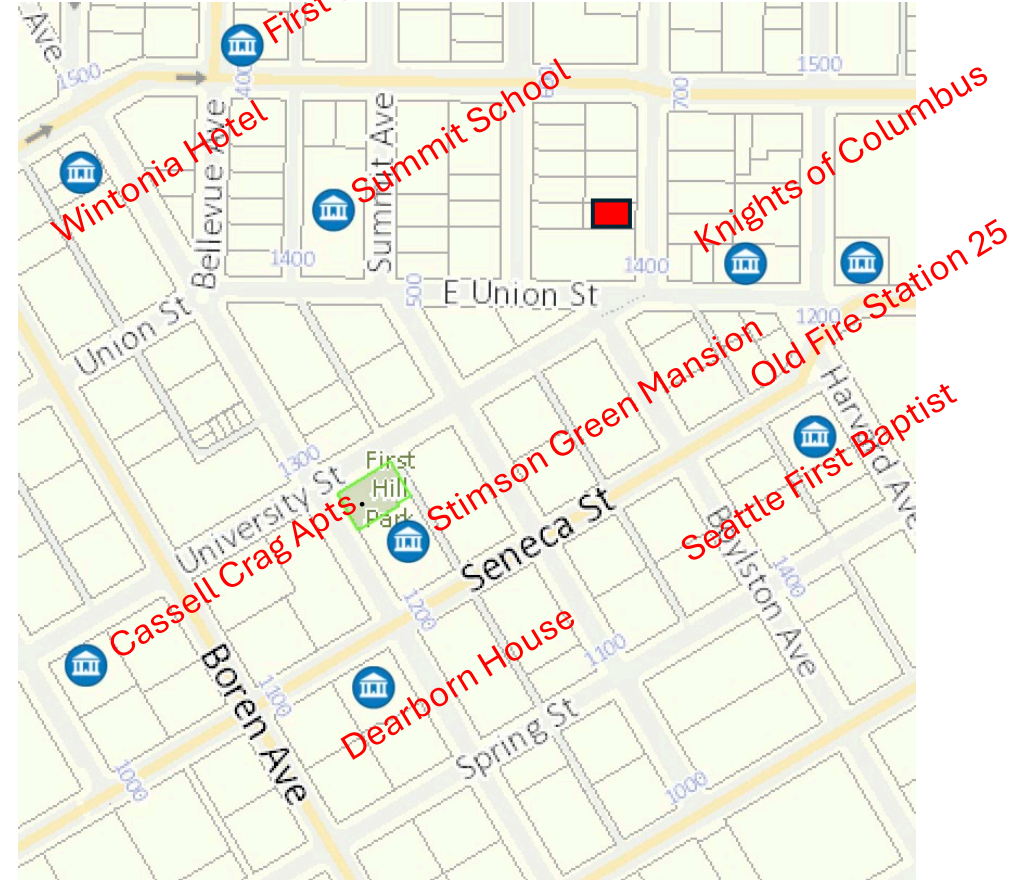 Ave
First
1500
400
1500
700
Summit School
Knights of Columbus
Wintonia Hotel
Bellevue Ave
Summit Ave
1400
1400
500
E Union St
Union St
1200
Old Fire Station 25
Stimson Green Mansion
Harvard Ave
Seattle First Baptist
1300
First
Hill
Park
University St
Cassell Crag Apts.
Seneca St
Boylston Ave
1400
1200
Dearborn House
1100
Boren Ave
1100
Spring St
1000
1000